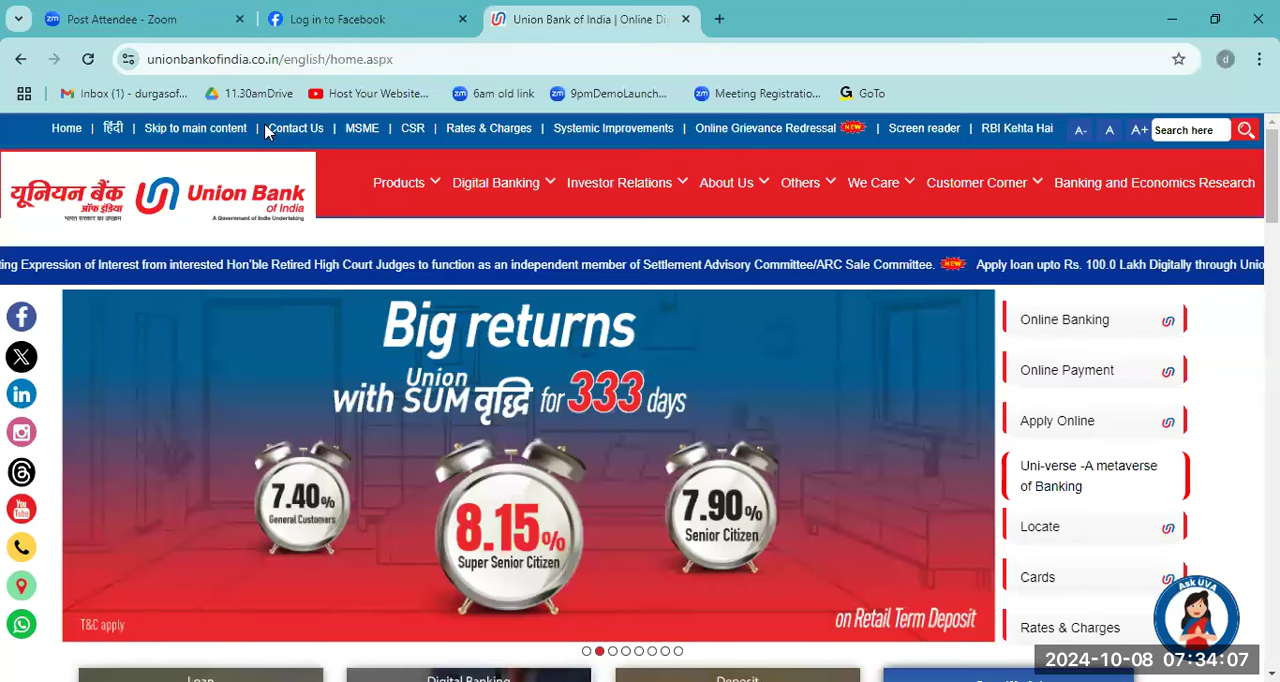 Post Attendee - Zoom
Log in to Facebook
Union Bank of India | Online Di
unionbankofindia.co.in/english/home.aspx
d
Inbox (1) - durgasof...
11.30amDrive
Host Your Website...
6am old link
9pmDemoLaunch...
Meeting Registratio...
GoTo
Home | हिंदी | Skip to main content | Contact Us | MSME | CSR | Rates & Charges | Systemic Improvements | Online Grievance Redressal NEW | Screen reader | RBI Kehta Hai
A- A A+ Search here
यूनियन बैंक
ऑफ़ इंडिया
भारत सरकार का उपक्रम
Union Bank
of India
A Government of India Undertaking
Products Digital Banking Investor Relations About Us Others We Care Customer Corner Banking and Economics Research
ting Expression of Interest from interested Hon'ble Retired High Court Judges to function as an independent member of Settlement Advisory Committee/ARC Sale Committee. NEW Apply loan upto Rs. 100.0 Lakh Digitally through Unio
Big returns
with Union SUM वृद्धि for 333 days
7.40%
General Customers
8.15%
Super Senior Citizen
7.90%
Senior Citizen
T&C apply
on Retail Term Deposit
Online Banking
Online Payment
Apply Online
Uni-verse -A metaverse
of Banking
Locate
Cards
Rates & Charges
Ask UVA
You
Tube
Loan
Digital Banking
Deposit
2024-10-08 07:34:07